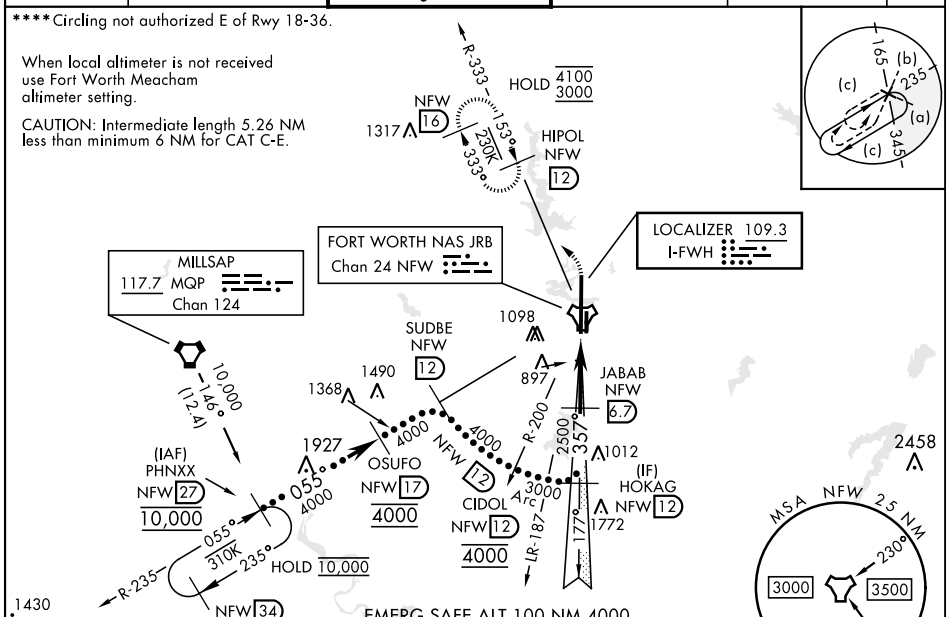 ****Circling not authorized E of Rwy 18-36.
When local altimeter is not received
use Fort Worth Meacham
altimeter setting.
CAUTION: Intermediate length 5.26 NM
less than minimum 6 NM for CAT C-E.
R-333
HOLD 4100
3000
NFW
16
1317
153°
230K
333°
HIPOL
NFW
12
165
(b)
235
(c)
(a)
(c)
345
MILLSAP
117.7 MQP
Chan 124
FORT WORTH NAS JRB
Chan 24 NFW
LOCALIZER 109.3
I-FWH
10,000
146°
(12.4)
SUDBE
NFW
12
1098
897
1368
1490
JABAB
NFW
6.7
R-200
2500
357°
4000
4000
NFW
12
Arc
3000
1927
(IAF)
PHNXX
NFW 27
10,000
055°
4000
OSUFO
NFW 17
4000
CIDOL
NFW 12
4000
1012
(IF)
HOKAG
NFW 12
1772
LR-187
177°
2458
055°
310K
235°
R-235
HOLD 10,000
NFW 34
1430
EMERG SAFE ALT 100 NM 4000
MSA NFW 25 NM
230°
3000
3500